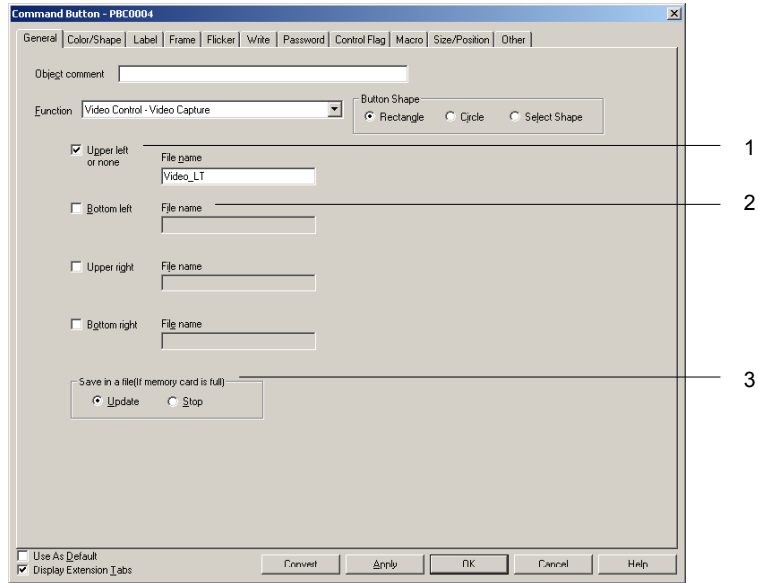 Command Button - PBC0004
General Color/Shape Label Frame Flicker Write Password Control Flag Macro Size/Position Other
Object comment
Function Video Control - Video Capture
Button Shape
Rectangle Circle Select Shape
Upper left or none
File name
Video_LT
1
Bottom left File name
2
Upper right File name
Bottom right File name
Save in a file(If memory card is full)
3
Update Stop
Use As Default
Display Extension Tabs
Convert Apply OK Cancel Help